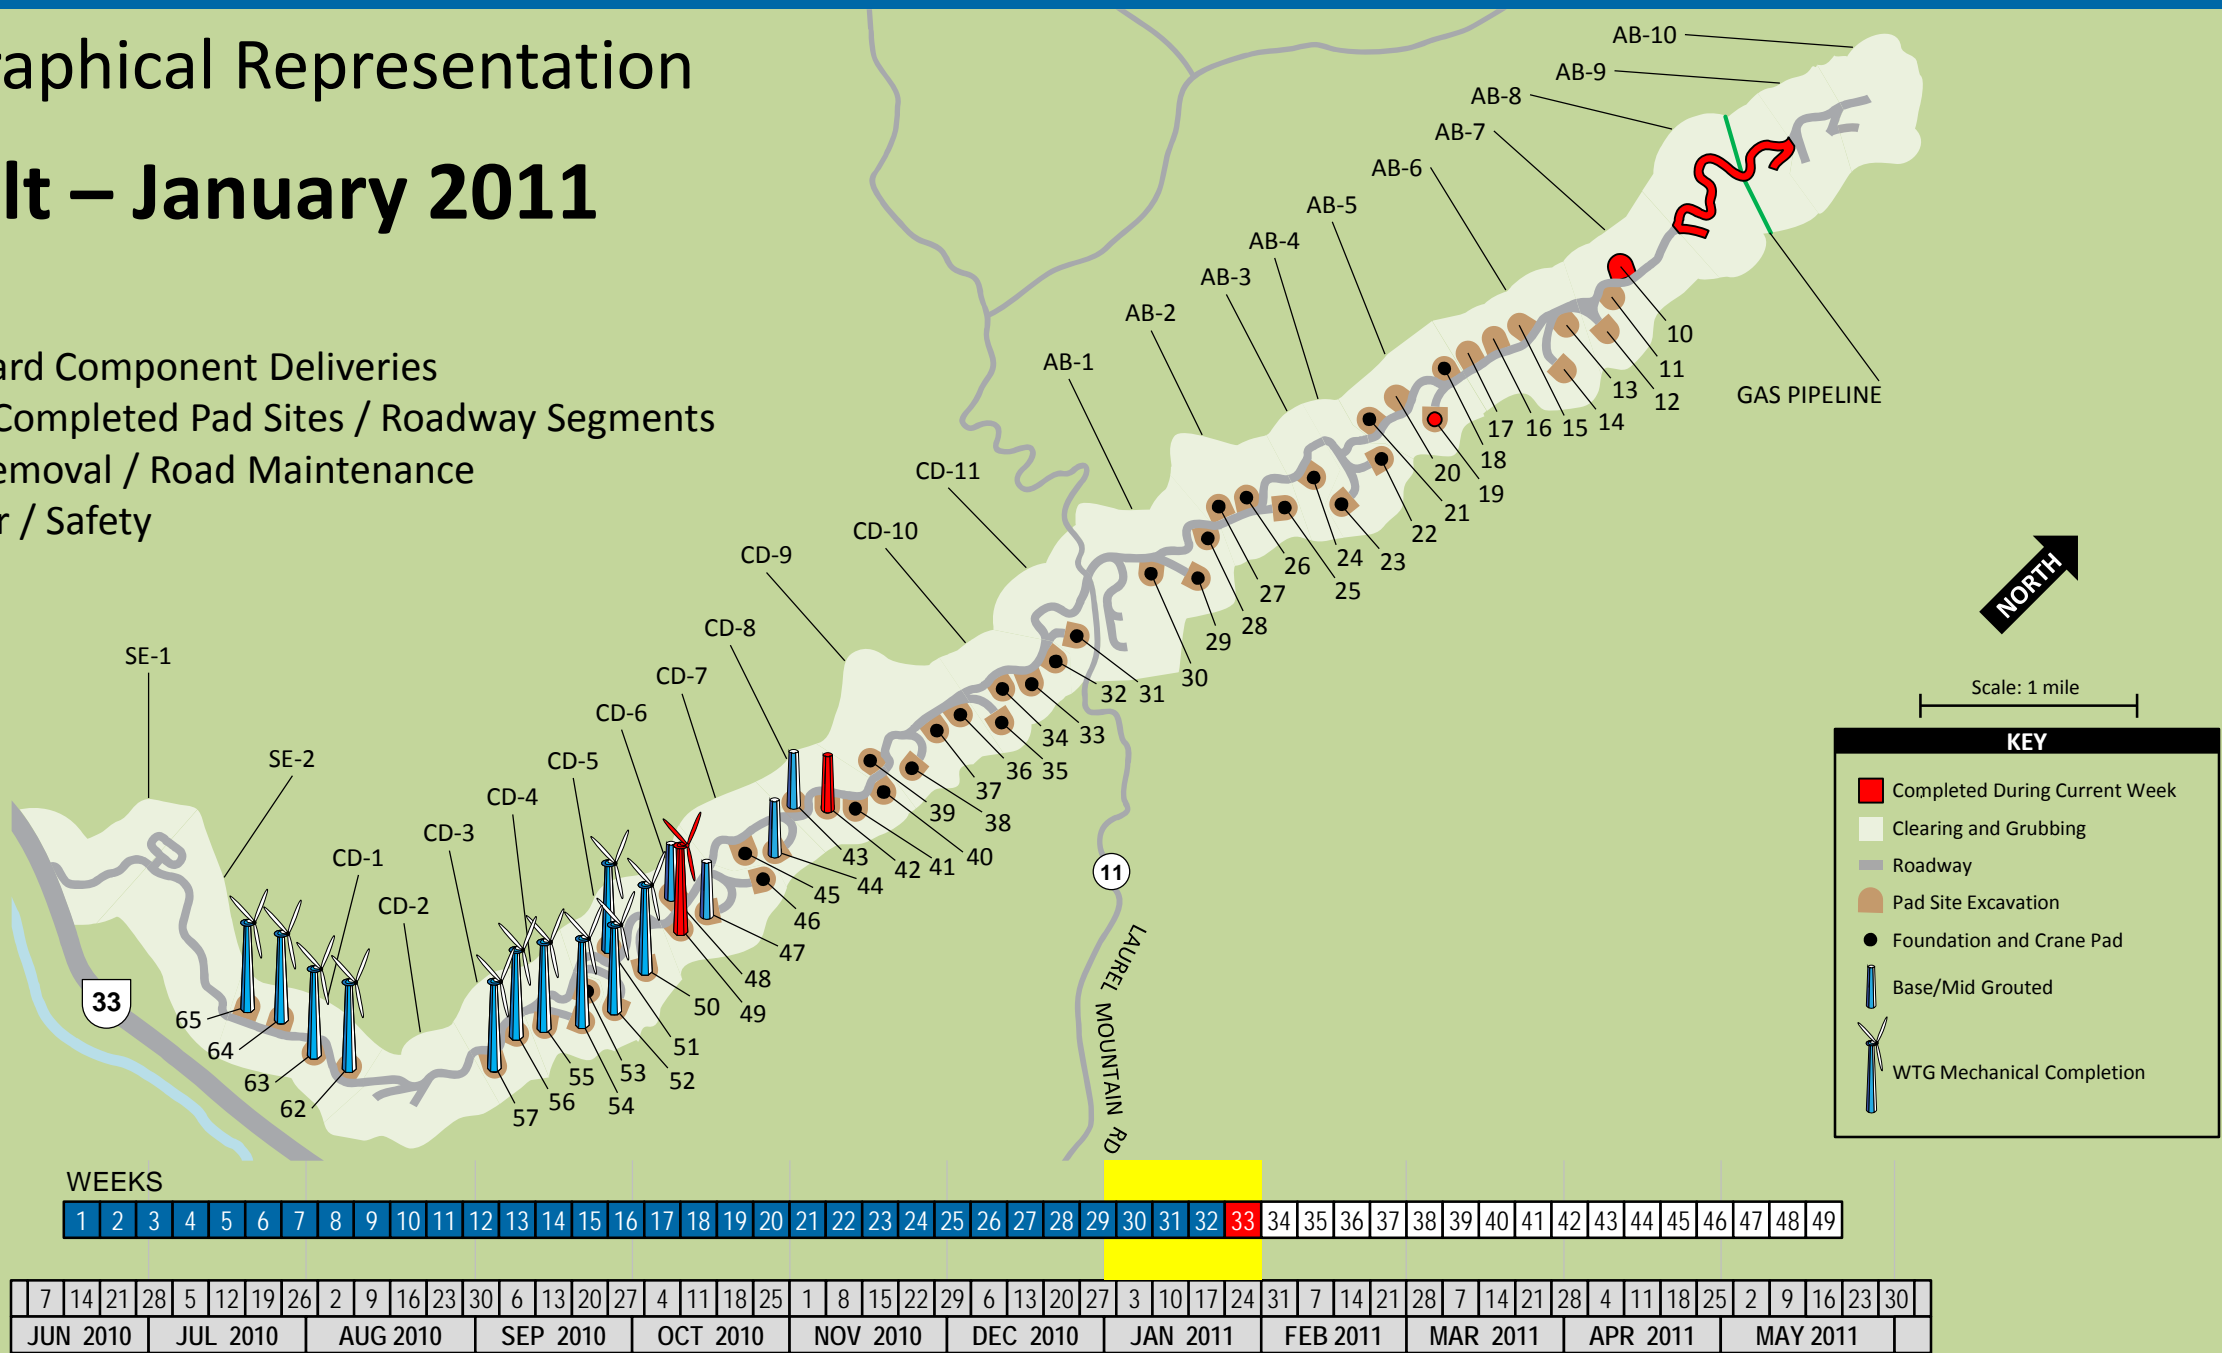 raphical Representation
lt – January 2011
ard Component Deliveries
Completed Pad Sites / Roadway Segments
emoval / Road Maintenance
r / Safety
AB-10
AB-9
AB-8
AB-7
AB-6
AB-5
AB-4
AB-3
AB-2
AB-1
CD-11
CD-10
CD-9
CD-8
CD-7
CD-6
CD-5
CD-4
CD-3
CD-2
CD-1
SE-2
SE-1
10
11
12
13
14
15
16
17
18
19
20
21
22
23
24
25
26
27
28
29
30
31
32
33
34
35
36
37
38
39
40
41
42
43
44
45
46
47
48
49
50
51
52
53
54
55
56
57
62
63
64
65
GAS PIPELINE
NORTH
Scale: 1 mile
33
11
LAUREL MOUNTAIN RD
KEY
Completed During Current Week
Clearing and Grubbing
Roadway
Pad Site Excavation
Foundation and Crane Pad
Base/Mid Grouted
WTG Mechanical Completion
WEEKS
1 2 3 4 5 6 7 8 9 10 11 12 13 14 15 16 17 18 19 20 21 22 23 24 25 26 27 28 29 30 31 32 33 34 35 36 37 38 39 40 41 42 43 44 45 46 47 48 49
7 14 21 28 5 12 19 26 2 9 16 23 30 6 13 20 27 4 11 18 25 1 8 15 22 29 6 13 20 27 3 10 17 24 31 7 14 21 28 7 14 21 28 4 11 18 25 2 9 16 23 30
JUN 2010 JUL 2010 AUG 2010 SEP 2010 OCT 2010 NOV 2010 DEC 2010 JAN 2011 FEB 2011 MAR 2011 APR 2011 MAY 2011